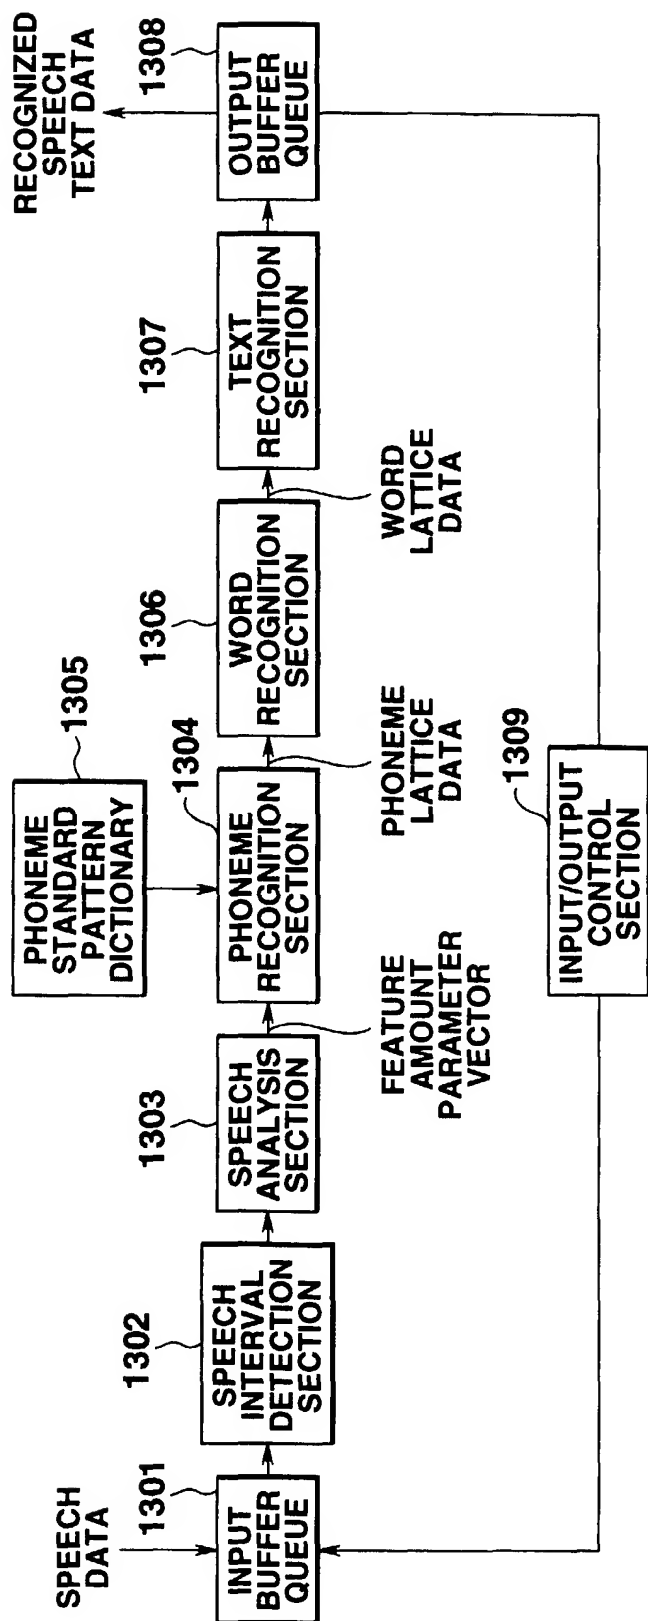 SPEECH
DATA
1301
INPUT
BUFFER
QUEUE
1302
SPEECH
INTERVAL
DETECTION
SECTION
1303
SPEECH
ANALYSIS
SECTION
FEATURE
AMOUNT
PARAMETER
VECTOR
PHONEME
STANDARD
PATTERN
DICTIONARY
1305
1304
PHONEME
RECOGNITION
SECTION
PHONEME
LATTICE
DATA
1306
WORD
RECOGNITION
SECTION
WORD
LATTICE
DATA
1307
TEXT
RECOGNITION
SECTION
RECOGNIZED
SPEECH
TEXT DATA
1308
OUTPUT
BUFFER
QUEUE
1309
INPUT/OUTPUT
CONTROL
SECTION